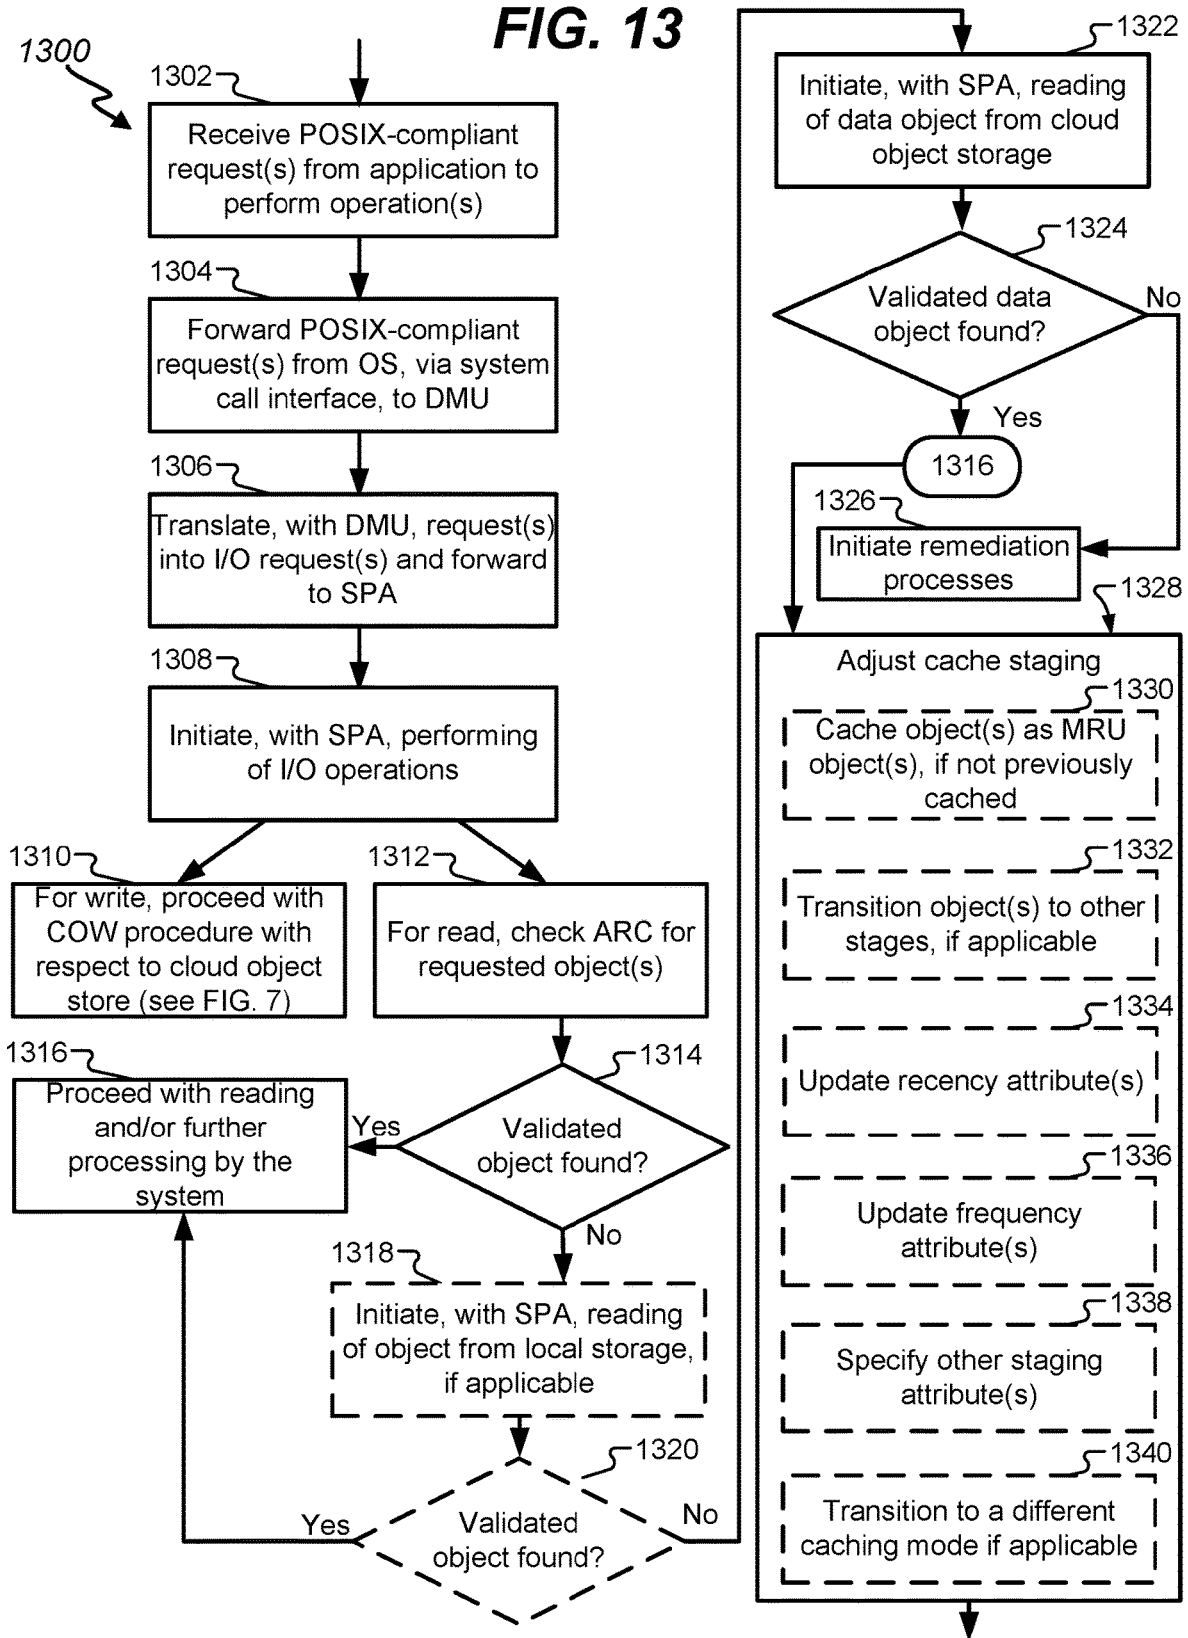 FIG. 13
1300
1302
Receive POSIX-compliant
request(s) from application to
perform operation(s)
1304
Forward POSIX-compliant
request(s) from OS, via system
call interface, to DMU
1306
Translate, with DMU, request(s)
into I/O request(s) and forward
to SPA
1308
Initiate, with SPA, performing
of I/O operations
1310
For write, proceed with
COW procedure with
respect to cloud object
store (see FIG. 7)
1312
For read, check ARC for
requested object(s)
1314
Validated
object found?
Yes
No
1316
Proceed with reading
and/or further
processing by the
system
1318
Initiate, with SPA, reading
of object from local storage,
if applicable
1320
Validated
object found?
Yes
No
1322
Initiate, with SPA, reading
of data object from cloud
object storage
1324
Validated data
object found?
No
Yes
1316
1326
Initiate remediation
processes
1328
Adjust cache staging
1330
Cache object(s) as MRU
object(s), if not previously
cached
1332
Transition object(s) to other
stages, if applicable
1334
Update recency attribute(s)
1336
Update frequency
attribute(s)
1338
Specify other staging
attribute(s)
1340
Transition to a different
caching mode if applicable